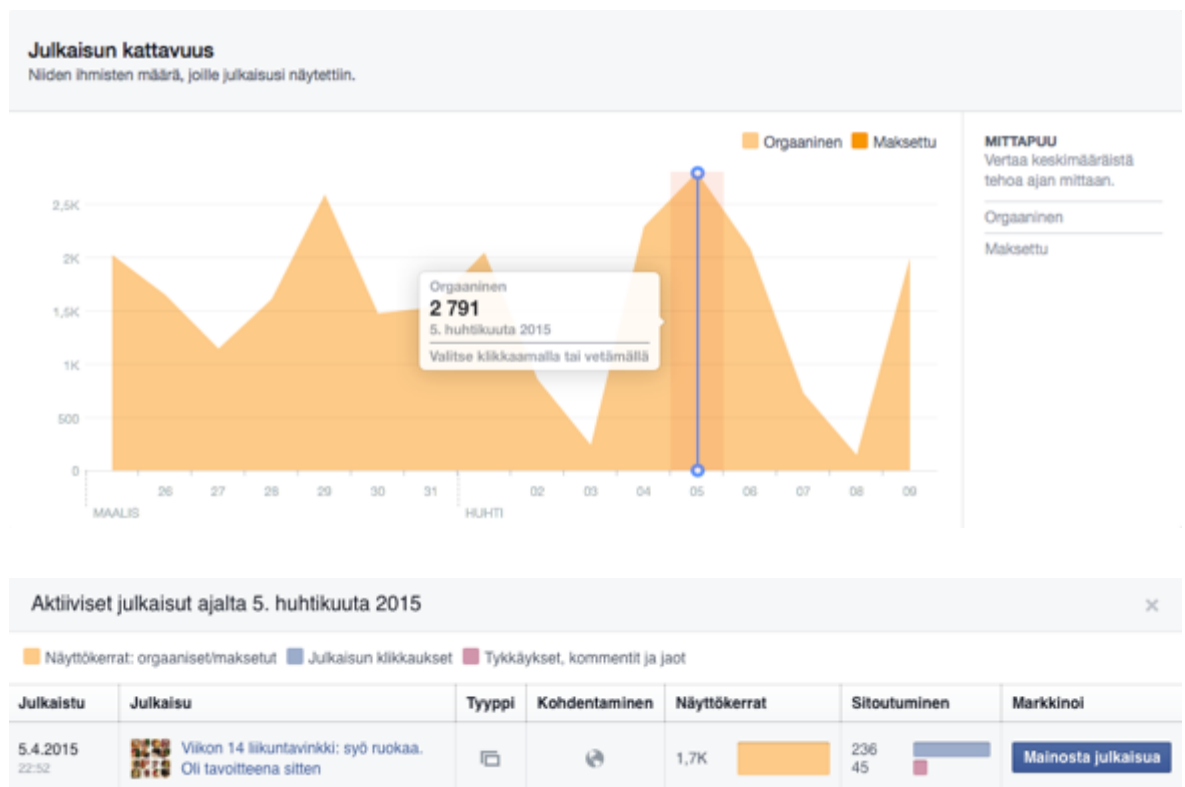 Julkaisun kattavuus
Niiden ihmisten määrä, joille julkaisusi näytettiin.
Orgaaninen Maksettu
MITTAPUU
Vertaa keskimääräistä
tehoa ajan mittaan.
Orgaaninen
Maksettu
2,5K
2K
1,5K
1K
500
0
Orgaaninen
2 791
5. huhtikuuta 2015
Valitse klikkaamalla tai vetämällä
26 27 28 29 30 31 02 03 04 05 06 07 08 09
MAALIS HUHTI
Aktiiviset julkaisut ajalta 5. huhtikuuta 2015 ×
Näyttökerrat: orgaaniset/maksetut Julkaisun klikkaukset Tykkäykset, kommentit ja jaot
Julkaistu Julkaisu Tyyppi Kohdentaminen Näyttökerrat Sitoutuminen Markkinoi
5.4.2015
22:52
Viikon 14 liikuntavinkki: syö ruokaa.
Oli tavoitteena sitten
1,7K
236
45
Mainosta julkaisua